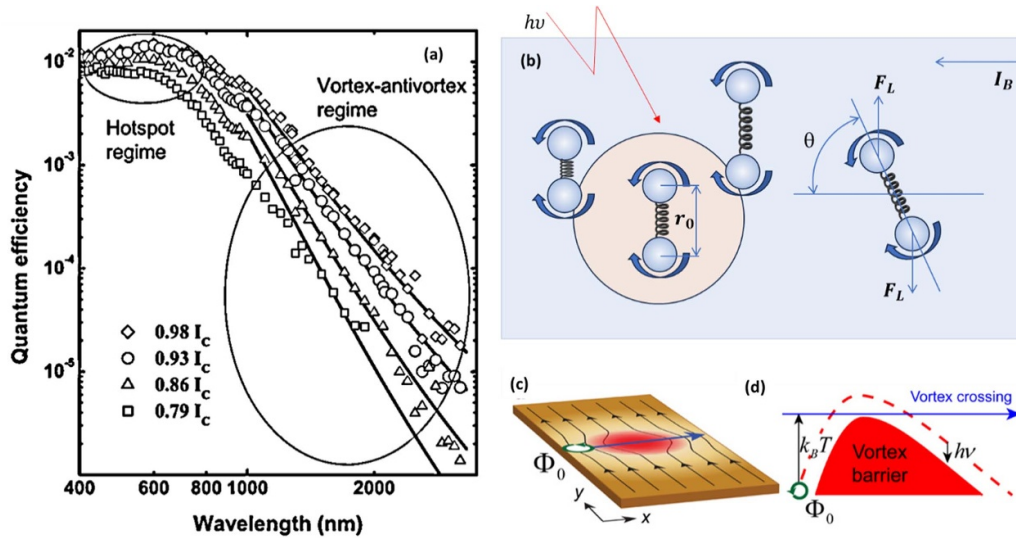 (a)
Quantum efficiency
10⁻²
10⁻³
10⁻⁴
10⁻⁵
Hotspot
regime
Vortex-antivortex
regime
0.98 I_c
0.93 I_c
0.86 I_c
0.79 I_c
400
600
800 1000
2000
Wavelength (nm)
hυ
(b)
I_B
F_L
θ
r₀
F_L
(c)
Φ₀
y
x
(d)
Vortex crossing
k_BT
Vortex
barrier
hν
Φ₀